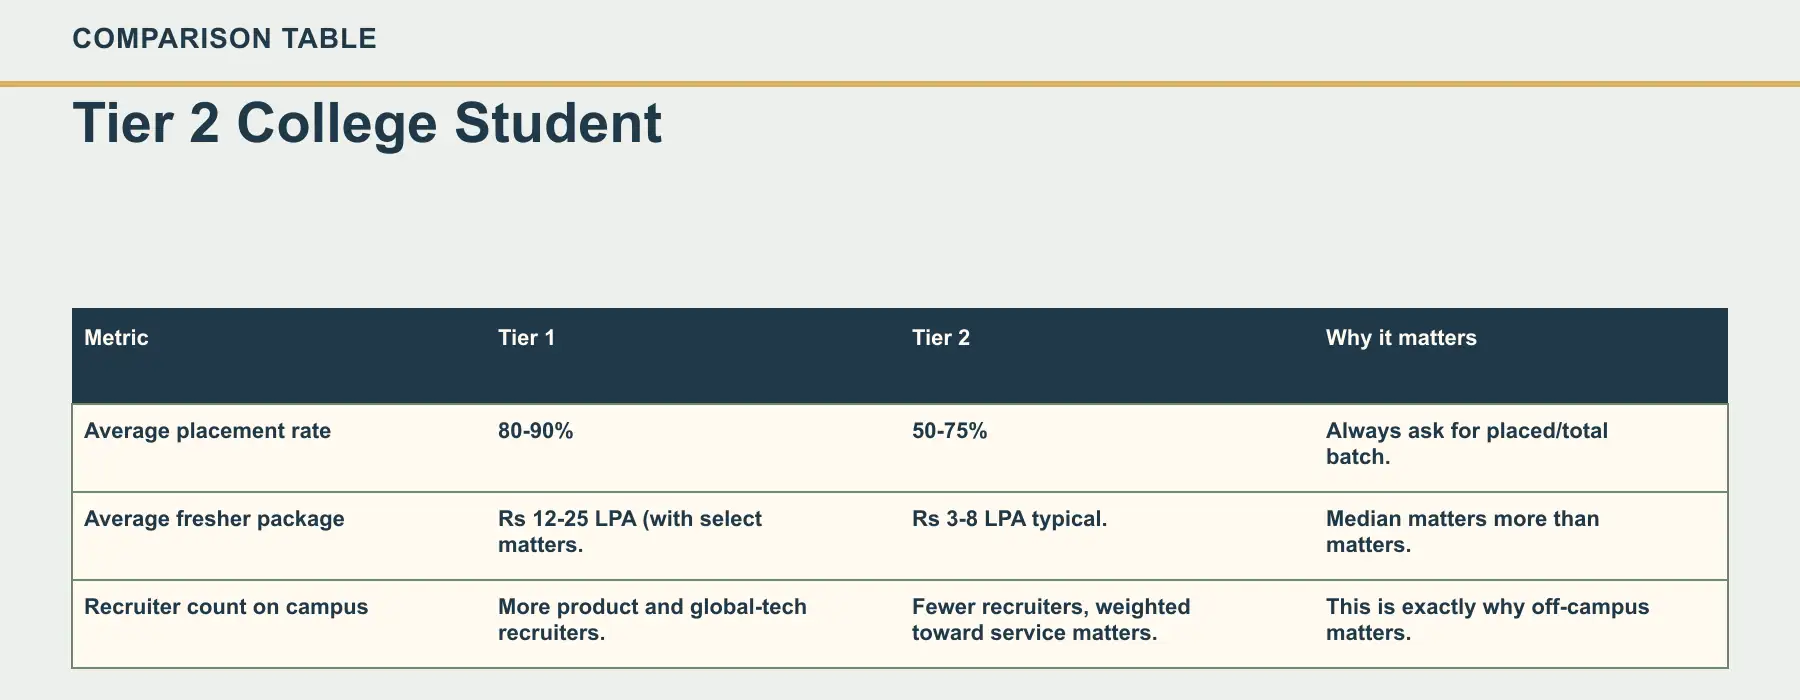 COMPARISON TABLE
Tier 2 College Student
Metric Tier 1 Tier 2 Why it matters
Average placement rate 80-90% 50-75% Always ask for placed/total
batch.
Average fresher package Rs 12-25 LPA (with select Rs 3-8 LPA typical. Median matters more than
matters. matters.
Recruiter count on campus More product and global-tech Fewer recruiters, weighted This is exactly why off-campus
recruiters. toward service matters. matters.